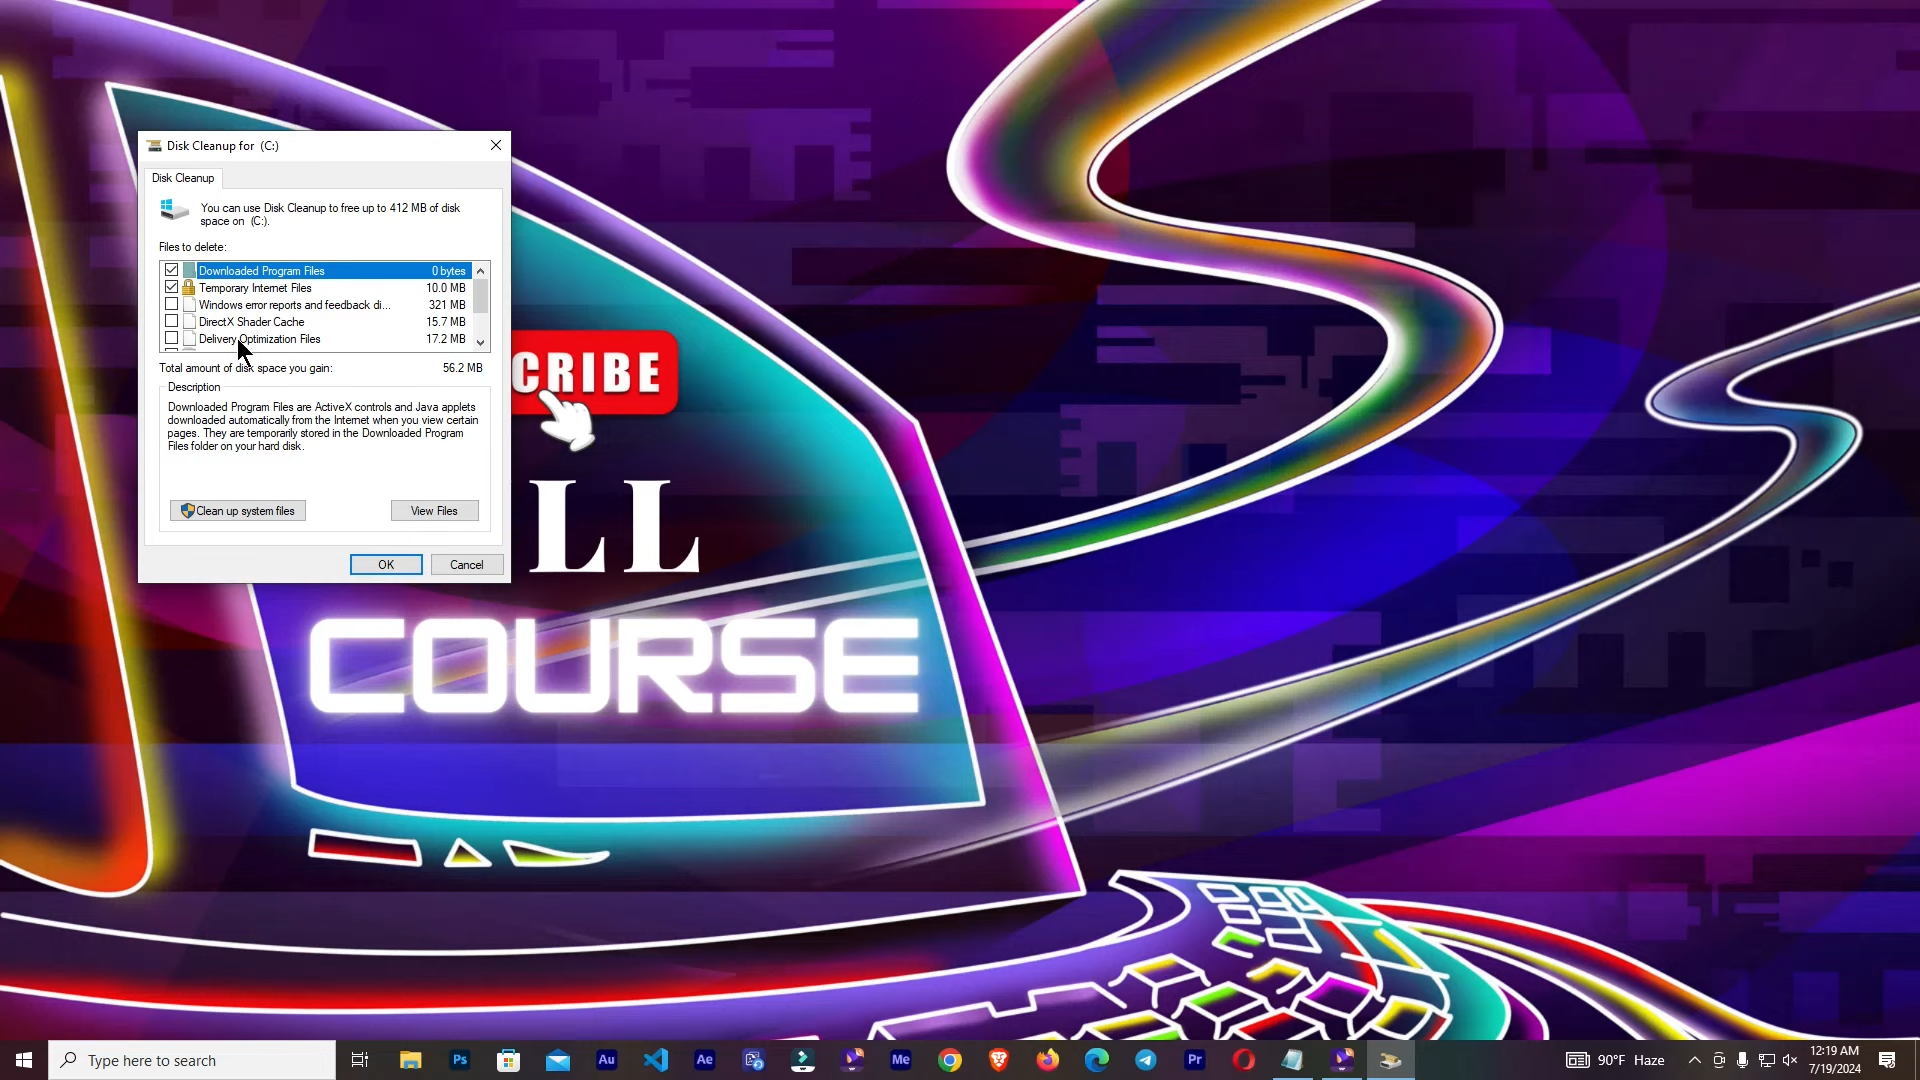 Disk Cleanup for (C:)
Disk Cleanup
You can use Disk Cleanup to free up to 412 MB of disk
space on (C:).
Files to delete:
Downloaded Program Files 0 bytes
Temporary Internet Files 10.0 MB
Windows error reports and feedback di... 321 MB
DirectX Shader Cache 15.7 MB
Delivery Optimization Files 17.2 MB
Total amount of disk space you gain: 56.2 MB
Description
Downloaded Program Files are ActiveX controls and Java applets
downloaded automatically from the Internet when you view certain
pages. They are temporarily stored in the Downloaded Program
Files folder on your hard disk.
Clean up system files View Files
OK Cancel
CRIBE
LL
COURSE
Type here to search
Ps
Au
Ae
Me
Pr
90°F Haze
12:19 AM
7/19/2024